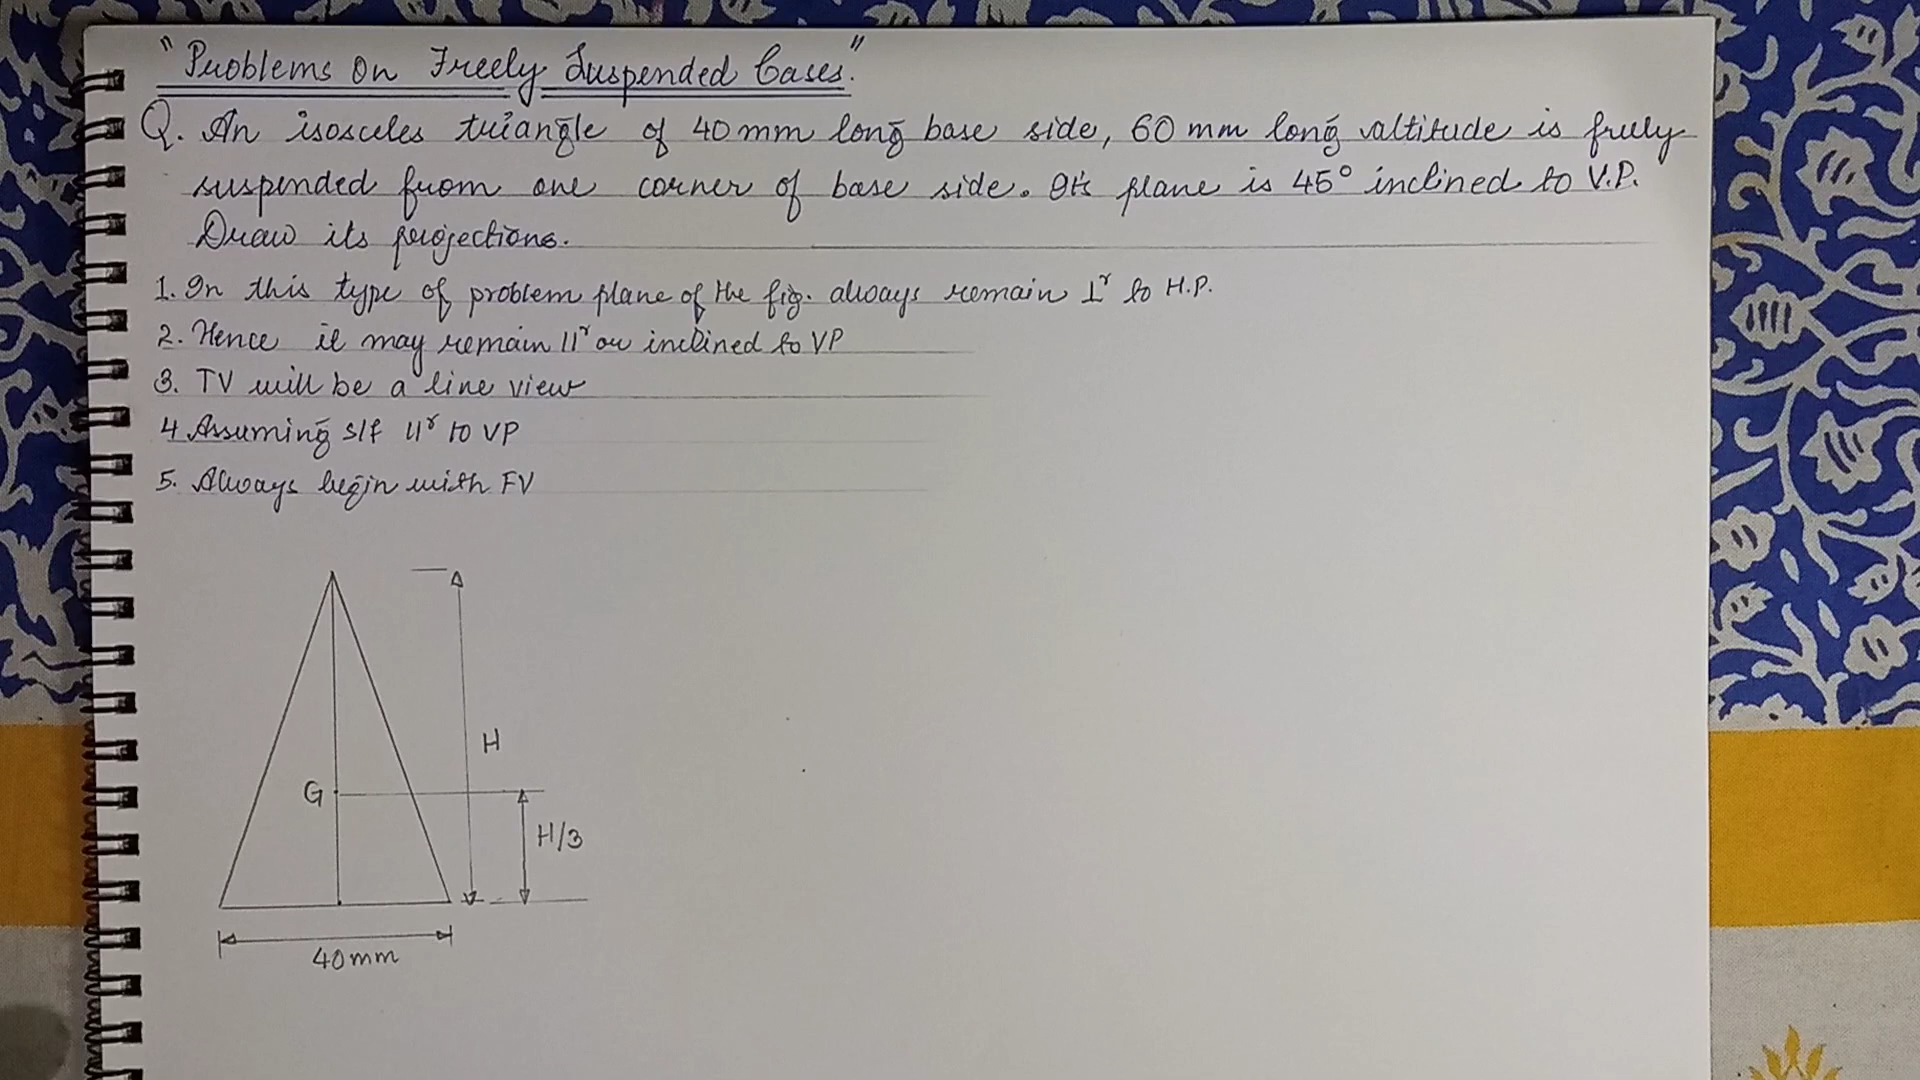 "Problems On Freely Suspended Cases."
Q. An isosceles triangle of 40 mm long base side, 60 mm long altitude is freely
suspended from one corner of base side. It's plane is 45° inclined to V.P.
Draw its projections.
1. In this type of problem plane of the fig. always remain ⊥r to H.P.
2. Hence it may remain 11r or inclined to VP
3. TV will be a line view
4 Assuming s/f 11r to VP
5. Always begin with FV
H
G
H/3
40mm